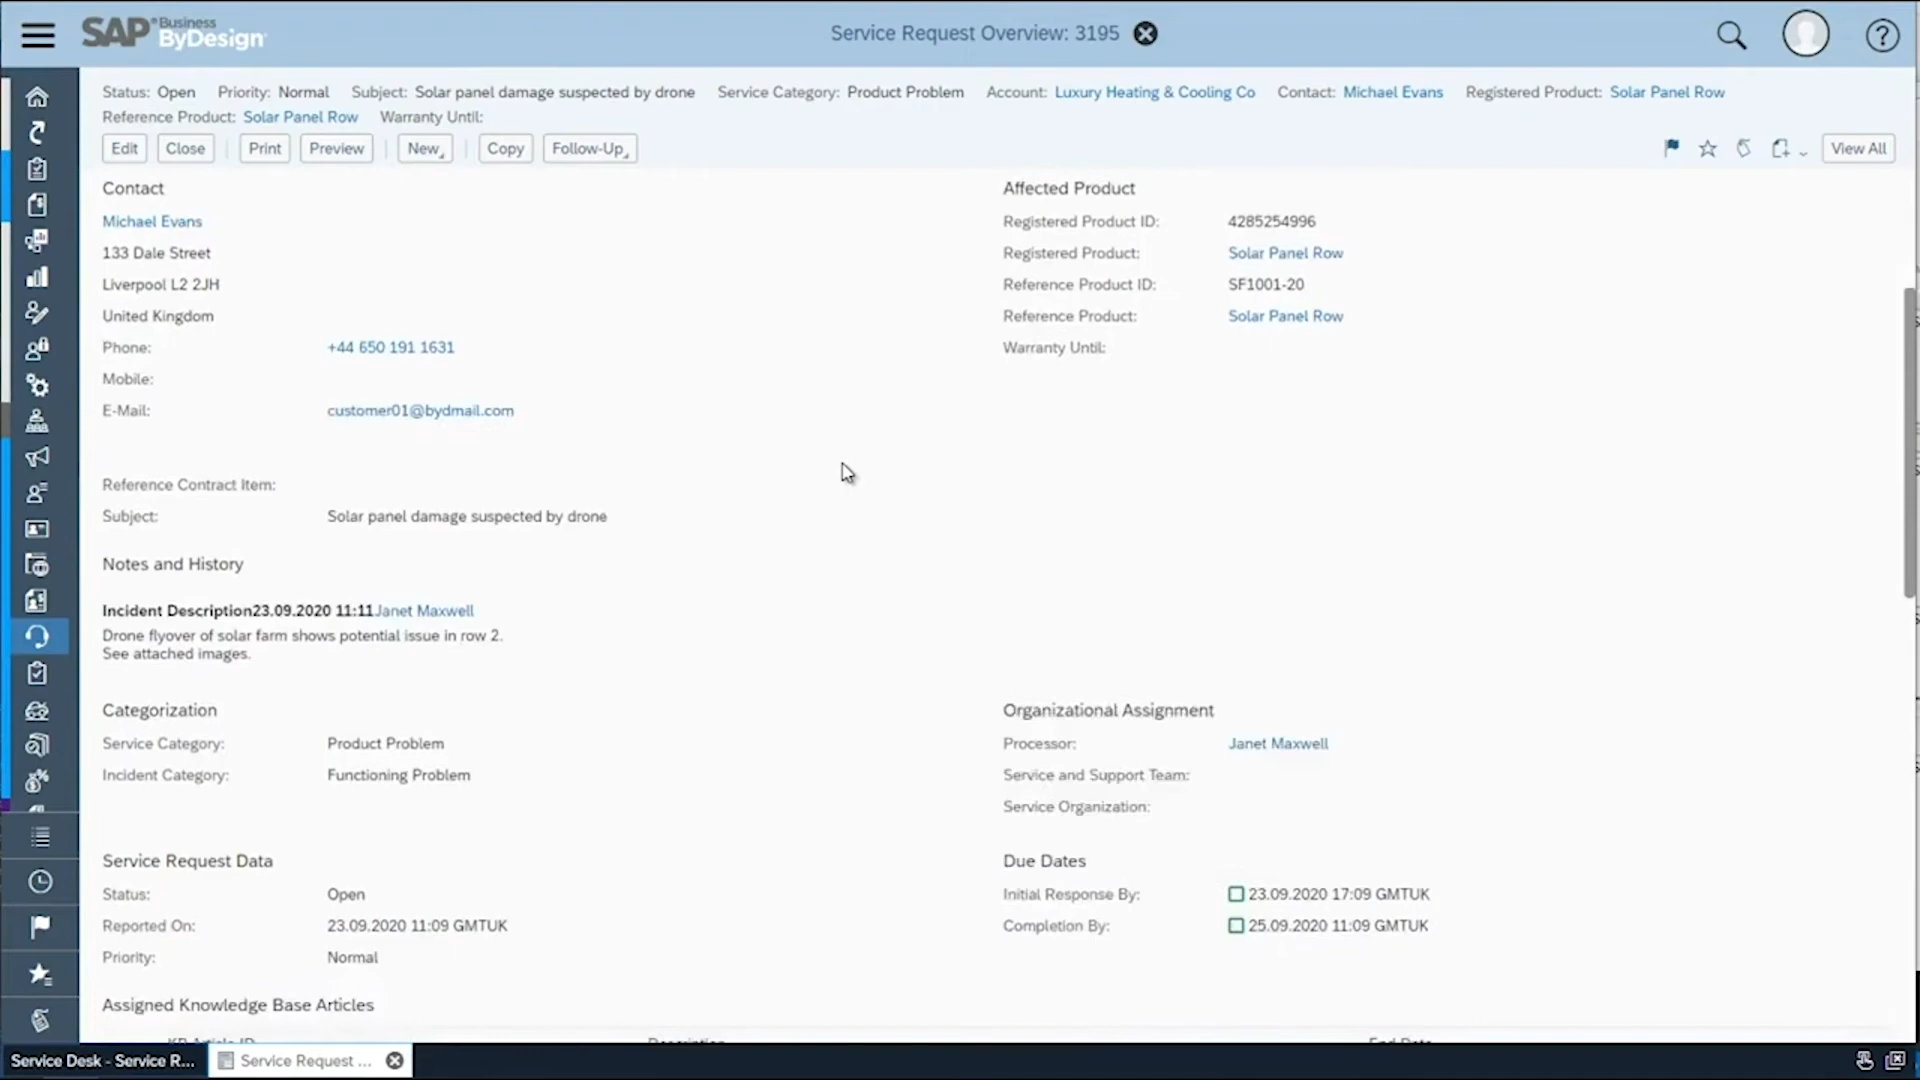 SAP Business ByDesign
Service Request Overview: 3195
Status: Open Priority: Normal Subject: Solar panel damage suspected by drone Service Category: Product Problem Account: Luxury Heating & Cooling Co Contact: Michael Evans Registered Product: Solar Panel Row
Reference Product: Solar Panel Row Warranty Until:
Edit Close Print Preview New Copy Follow-Up View All
Contact
Michael Evans
133 Dale Street
Liverpool L2 2JH
United Kingdom
Phone: +44 650 191 1631
Mobile:
E-Mail: customer01@bydmail.com
Affected Product
Registered Product ID: 4285254996
Registered Product: Solar Panel Row
Reference Product ID: SF1001-20
Reference Product: Solar Panel Row
Warranty Until:
Reference Contract Item:
Subject: Solar panel damage suspected by drone
Notes and History
Incident Description23.09.2020 11:11Janet Maxwell
Drone flyover of solar farm shows potential issue in row 2.
See attached images.
Categorization
Service Category: Product Problem
Incident Category: Functioning Problem
Organizational Assignment
Processor: Janet Maxwell
Service and Support Team:
Service Organization:
Service Request Data
Status: Open
Reported On: 23.09.2020 11:09 GMTUK
Priority: Normal
Due Dates
Initial Response By: 23.09.2020 17:09 GMTUK
Completion By: 25.09.2020 11:09 GMTUK
Assigned Knowledge Base Articles
KB Article ID Description End Date
Service Desk - Service R... Service Request ...